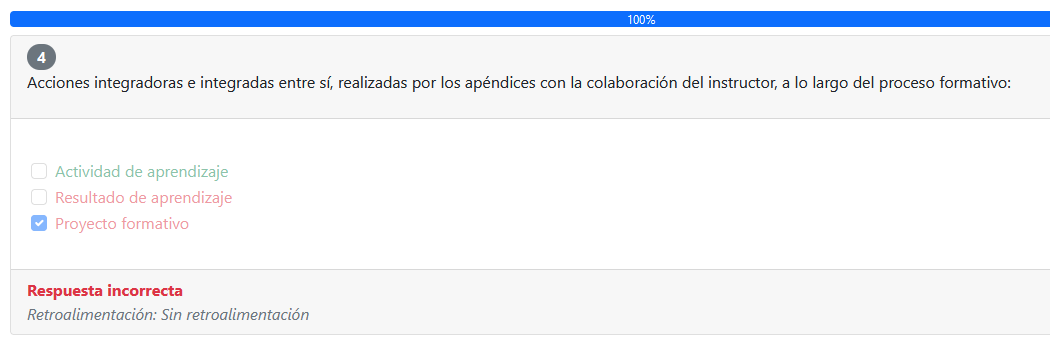 100%
4
Acciones integradoras e integradas entre sí, realizadas por los apéndices con la colaboración del instructor, a lo largo del proceso formativo:
Actividad de aprendizaje
Resultado de aprendizaje
Proyecto formativo
Respuesta incorrecta
Retroalimentación: Sin retroalimentación